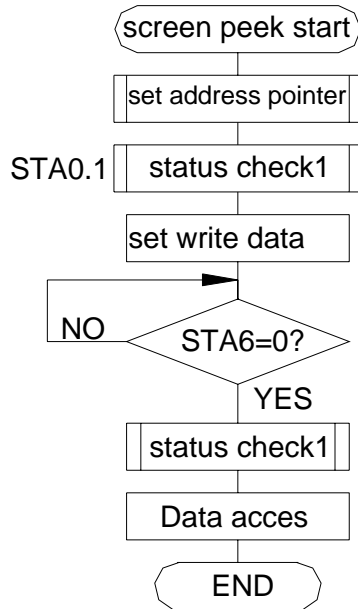 screen peek start
set address pointer
STA0.1
status check1
set write data
NO
STA6=0?
YES
status check1
Data acces
END